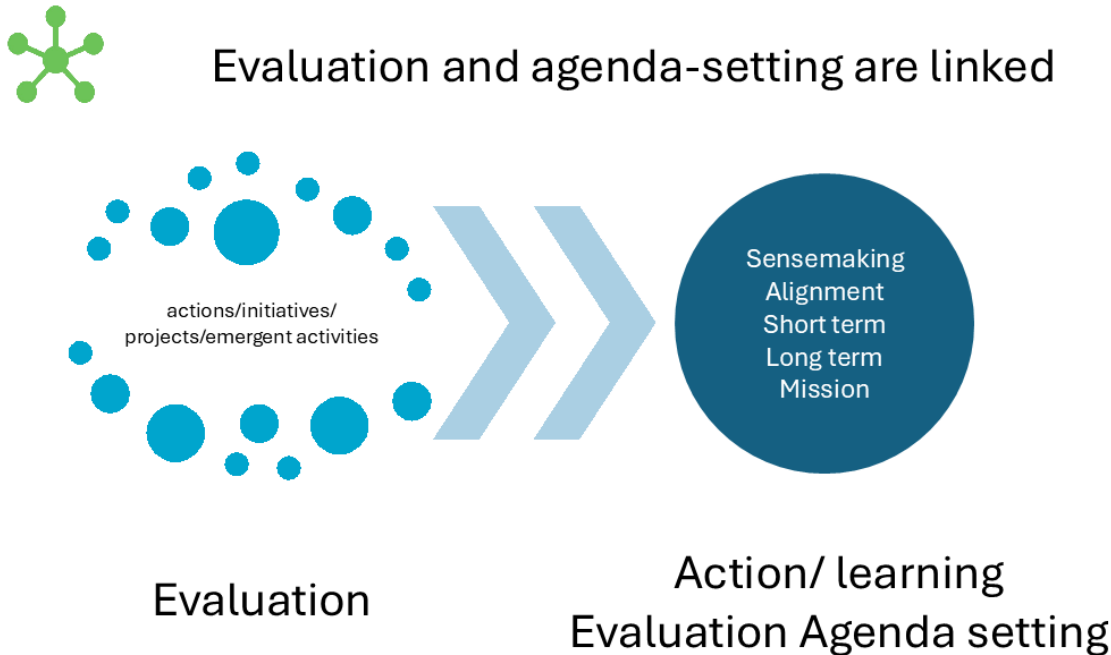 Evaluation and agenda-setting are linked
actions/initiatives/
projects/emergent activities
Sensemaking
Alignment
Short term
Long term
Mission
Evaluation
Action/ learning
Evaluation Agenda setting